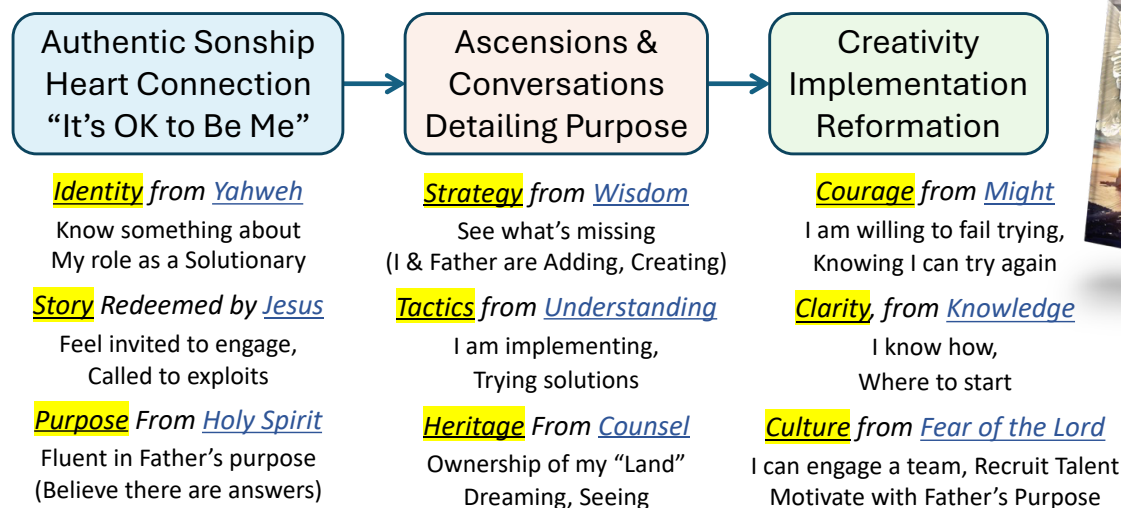 Authentic Sonship
Heart Connection
“It’s OK to Be Me”
Identity from Yahweh
Know something about
My role as a Solutionary
Story Redeemed by Jesus
Feel invited to engage,
Called to exploits
Purpose From Holy Spirit
Fluent in Father’s purpose
(Believe there are answers)
Ascensions &
Conversations
Detailing Purpose
Strategy from Wisdom
See what’s missing
(I & Father are Adding, Creating)
Tactics from Understanding
I am implementing,
Trying solutions
Heritage From Counsel
Ownership of my “Land”
Dreaming, Seeing
Creativity
Implementation
Reformation
Courage from Might
I am willing to fail trying,
Knowing I can try again
Clarity, from Knowledge
I know how,
Where to start
Culture from Fear of the Lord
I can engage a team, Recruit Talent
Motivate with Father’s Purpose